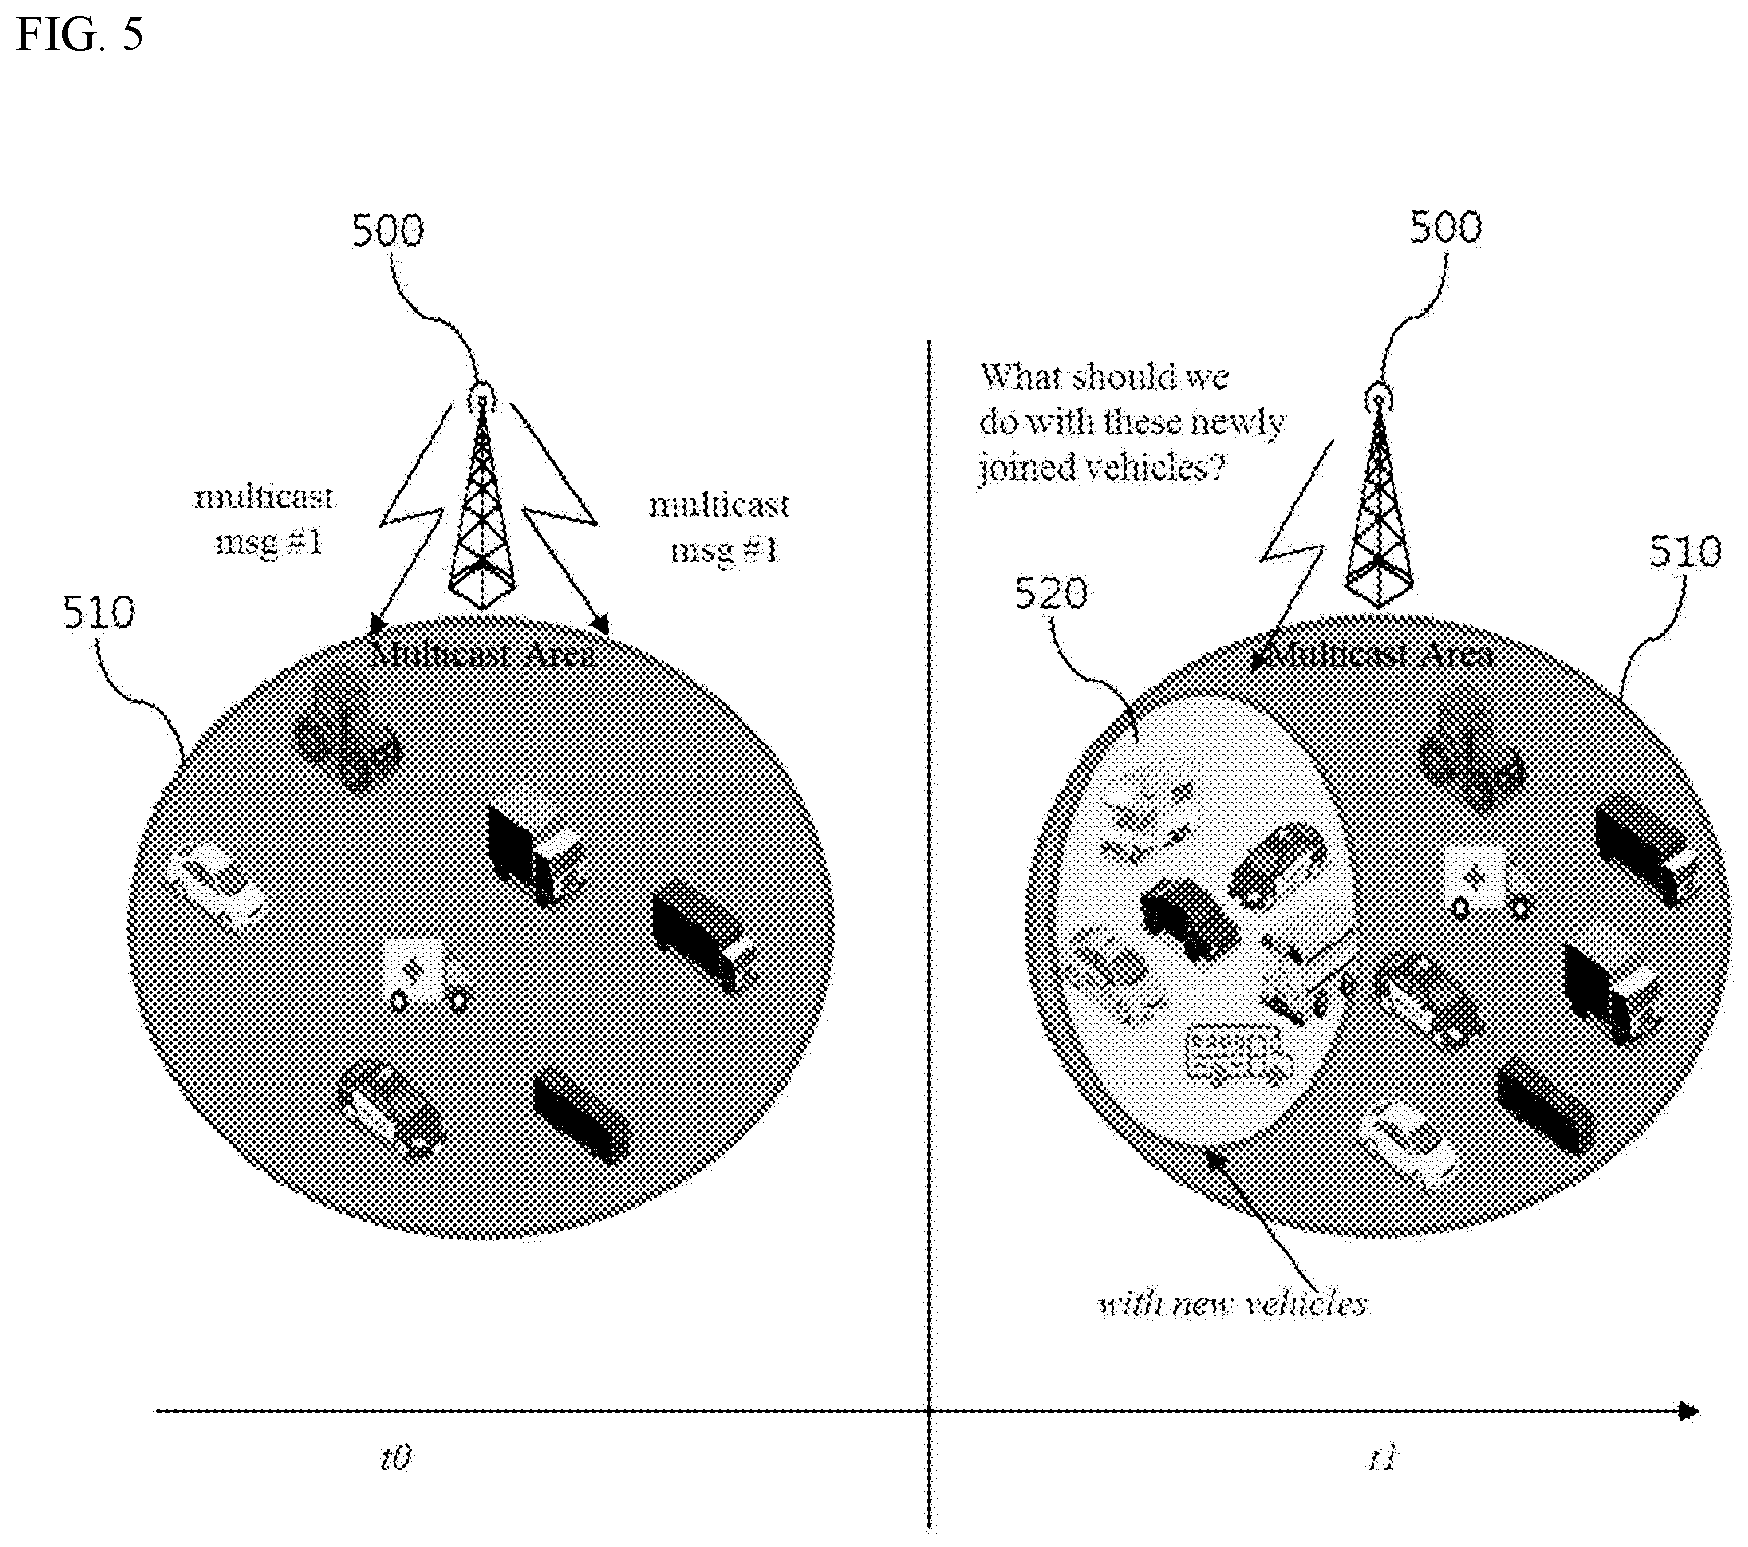 FIG. 5
500
multicast
msg #1
multicast
msg #1
510
Multicast Area
500
What should we
do with these newly
joined vehicles?
520
510
Multicast Area
with new vehicles
t0
t1